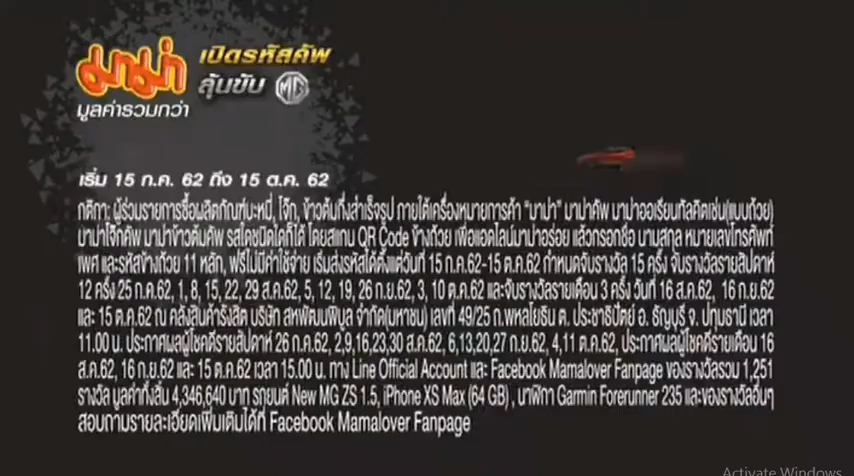 มาม่า เปิดรหัสคัพ
ลุ้นขับ MG
มูลค่ารวมกว่า
เริ่ม 15 ก.ค. 62 ถึง 15 ต.ค. 62
กติกา: ผู้ร่วมรายการซื้อผลิตภัณฑ์บะหมี่, โจ๊ก, ข้าวต้มกึ่งสำเร็จรูป ภายใต้เครื่องหมายการค้า "มาม่า" มาม่าคัพ มาม่าออเรียนทัลคิตเช่น(แบบถ้วย)
มาม่าโจ๊กคัพ มาม่าข้าวต้มคัพ รสใดชนิดใดก็ได้ โดยสแกน QR Code ข้างถ้วย เพื่อแอดไลน์มาม่าอร่อย แล้วกรอกชื่อ นามสกุล หมายเลขโทรศัพท์
เพศ และรหัสข้างถ้วย 11 หลัก, ฟรีไม่มีค่าใช้จ่าย เริ่มส่งรหัสได้ตั้งแต่วันที่ 15 ก.ค.62-15 ต.ค.62 กำหนดจับรางวัล 15 ครั้ง จับรางวัลรายสัปดาห์
12 ครั้ง 25 ก.ค.62, 1, 8, 15, 22, 29 ส.ค.62, 5, 12, 19, 26 ก.ย.62, 3, 10 ต.ค.62 และจับรางวัลรายเดือน 3 ครั้ง วันที่ 16 ส.ค.62, 16 ก.ย.62
และ 15 ต.ค.62 ณ คลังสินค้ารังสิต บริษัท สหพัฒนพิบูล จำกัด(มหาชน) เลขที่ 49/25 ถ.พหลโยธิน ต. ประชาธิปัตย์ อ. ธัญบุรี จ. ปทุมธานี เวลา
11.00 น. ประกาศผลผู้โชคดีรายสัปดาห์ 26 ก.ค.62, 2,9,16,23,30 ส.ค.62, 6,13,20,27 ก.ย.62, 4,11 ต.ค.62, ประกาศผลผู้โชคดีรายเดือน 16
ส.ค.62, 16 ก.ย.62 และ 15 ต.ค.62 เวลา 15.00 น. ทาง Line Official Account และ Facebook Mamalover Fanpage ของรางวัลรวม 1,251
รางวัล มูลค่าทั้งสิ้น 4,346,640 บาท รถยนต์ New MG ZS 1.5, iPhone XS Max (64 GB) , นาฬิกา Garmin Forerunner 235 และของรางวัลอื่นๆ
สอบถามรายละเอียดเพิ่มเติมได้ที่ Facebook Mamalover Fanpage
Activate Windows